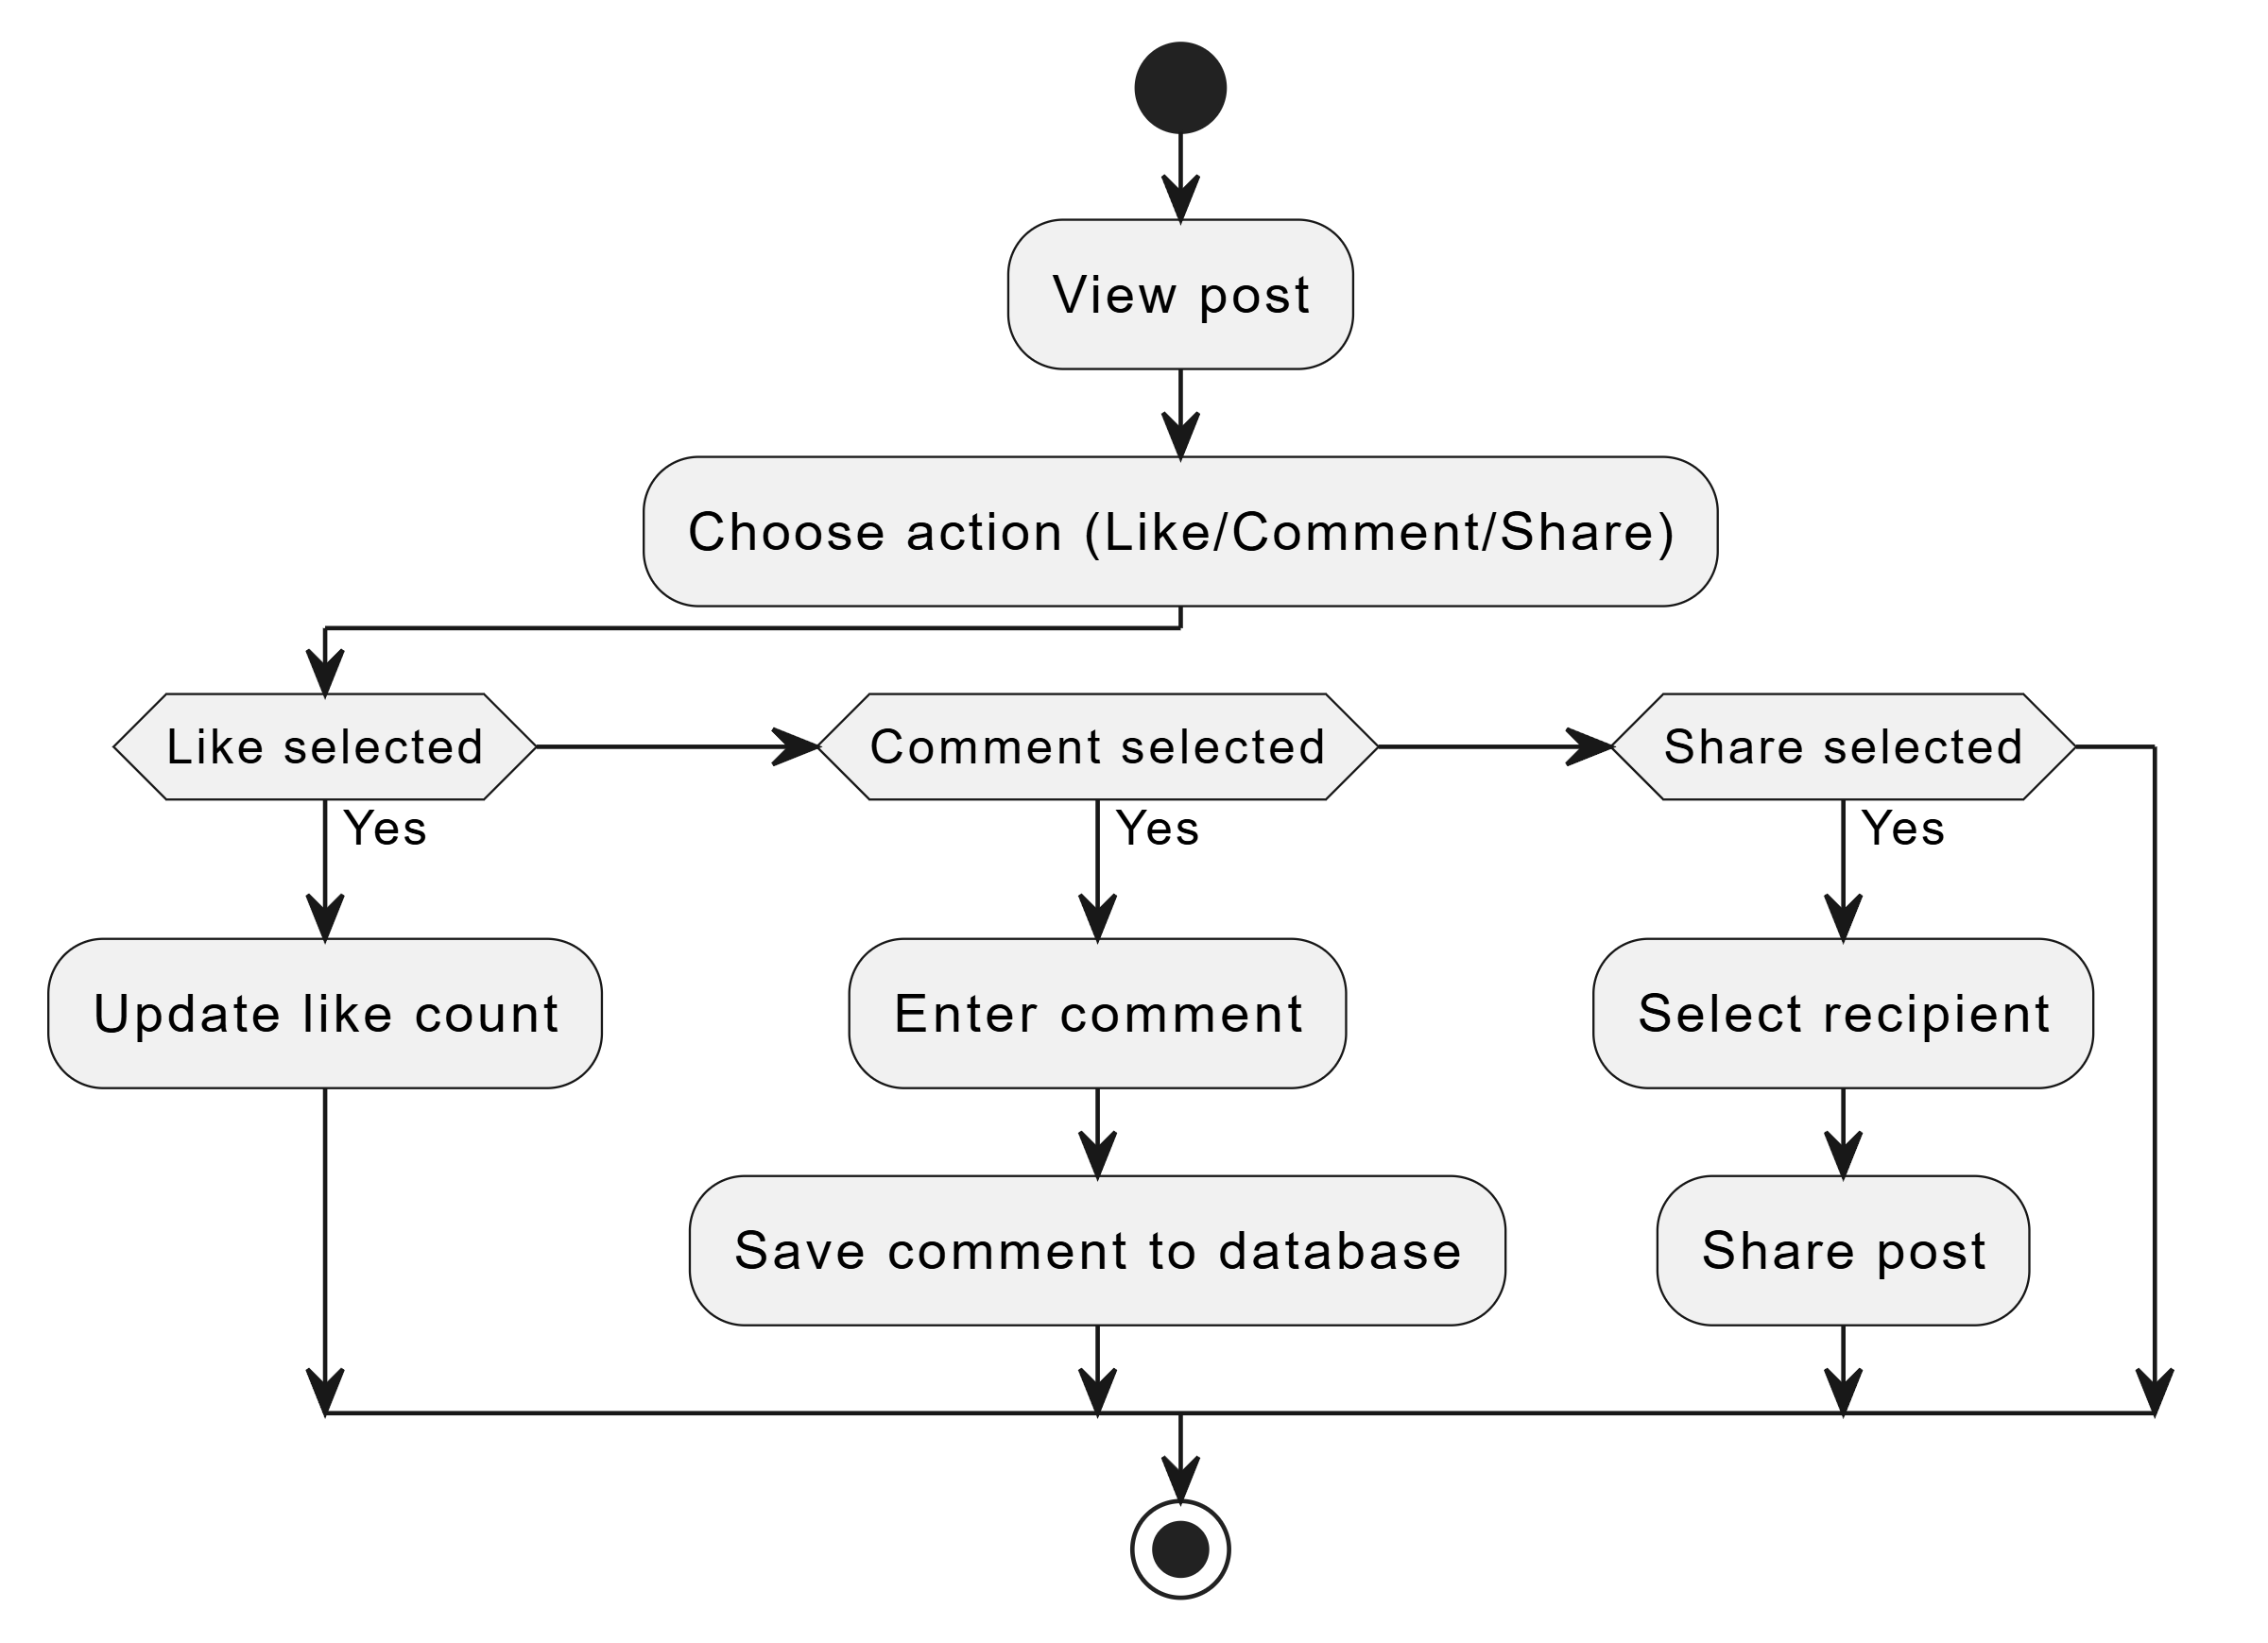 View post
Choose action (Like/Comment/Share)
Like selected
Comment selected
Share selected
Yes
Yes
Yes
Update like count
Enter comment
Select recipient
Save comment to database
Share post